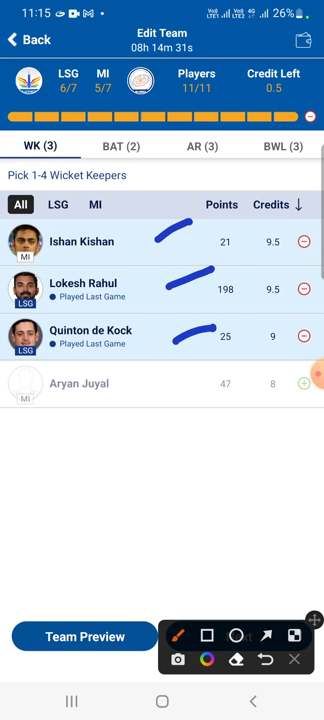 11:15 26%
Edit Team
Back
08h 14m 31s
LSG MI Players Credit Left
6/7 5/7 11/11 0.5
WK (3) BAT (2) AR (3) BWL (3)
Pick 1-4 Wicket Keepers
All LSG MI Points Credits ↓
Ishan Kishan 21 9.5
MI
Lokesh Rahul 198 9.5
Played Last Game
LSG
Quinton de Kock 25 9
Played Last Game
LSG
Aryan Juyal 47 8
MI
Team Preview